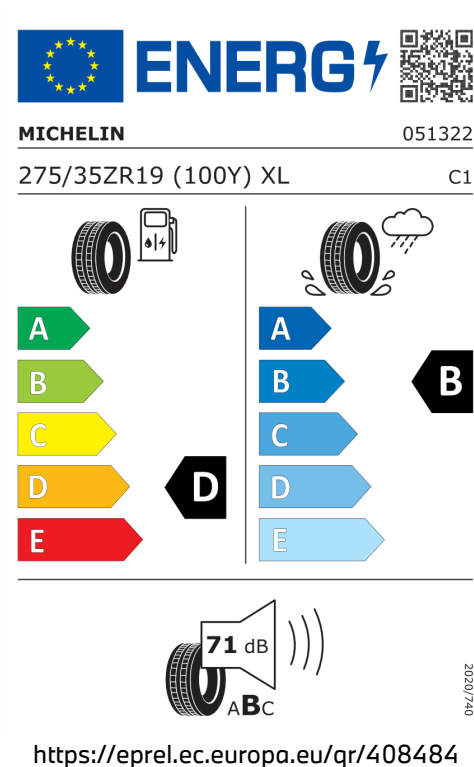 ENERG
MICHELIN 051322
275/35ZR19 (100Y) XL C1
A A
B B B
C C
D D D
E E
71 dB
ABC
2020/740
https://eprel.ec.europa.eu/qr/408484